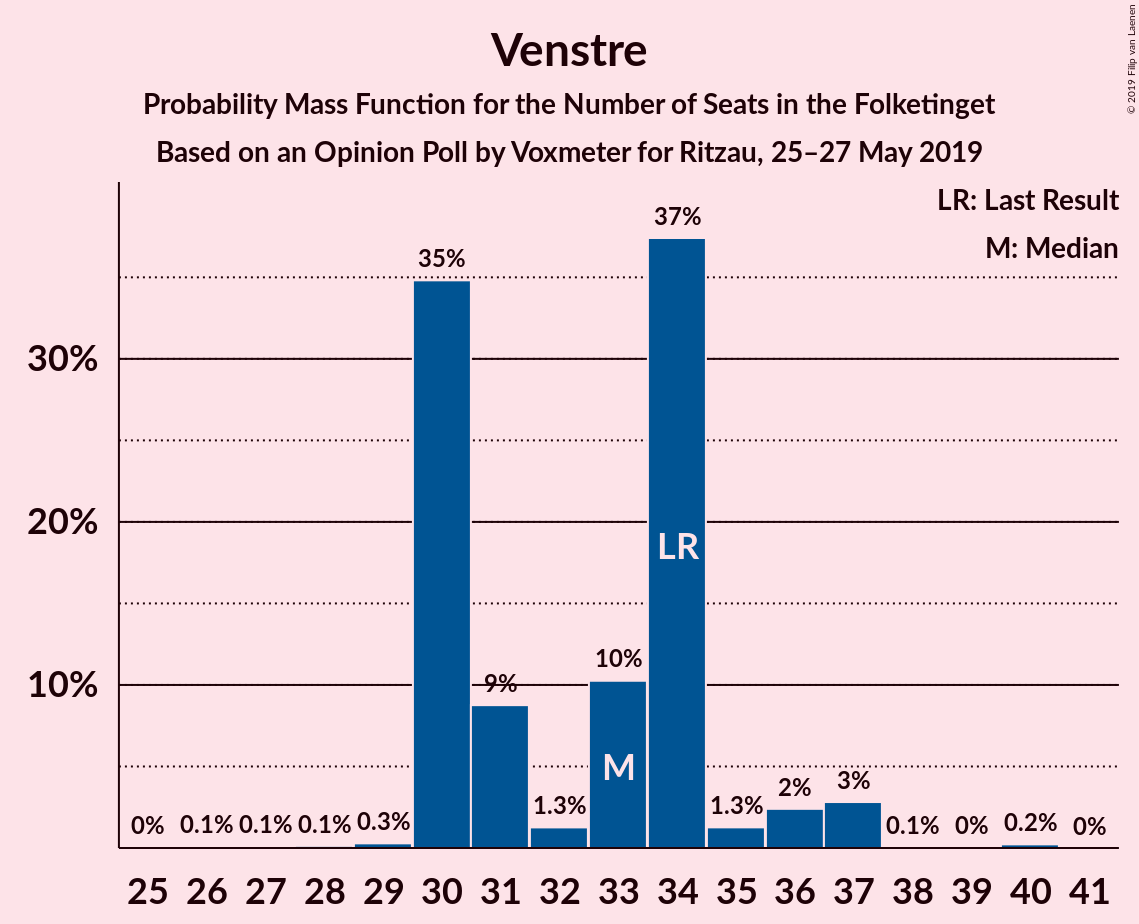 Venstre
Probability Mass Function for the Number of Seats in the Folketinget
Based on an Opinion Poll by Voxmeter for Ritzau, 25–27 May 2019
© 2019 Filip van Laenen
LR: Last Result
M: Median
30%
20%
10%
0% 0.1% 0.1% 0.1% 0.3% 35% 9% 1.3% 10% 37% 1.3% 2% 3% 0.1% 0% 0.2% 0%
LR
M
25 26 27 28 29 30 31 32 33 34 35 36 37 38 39 40 41